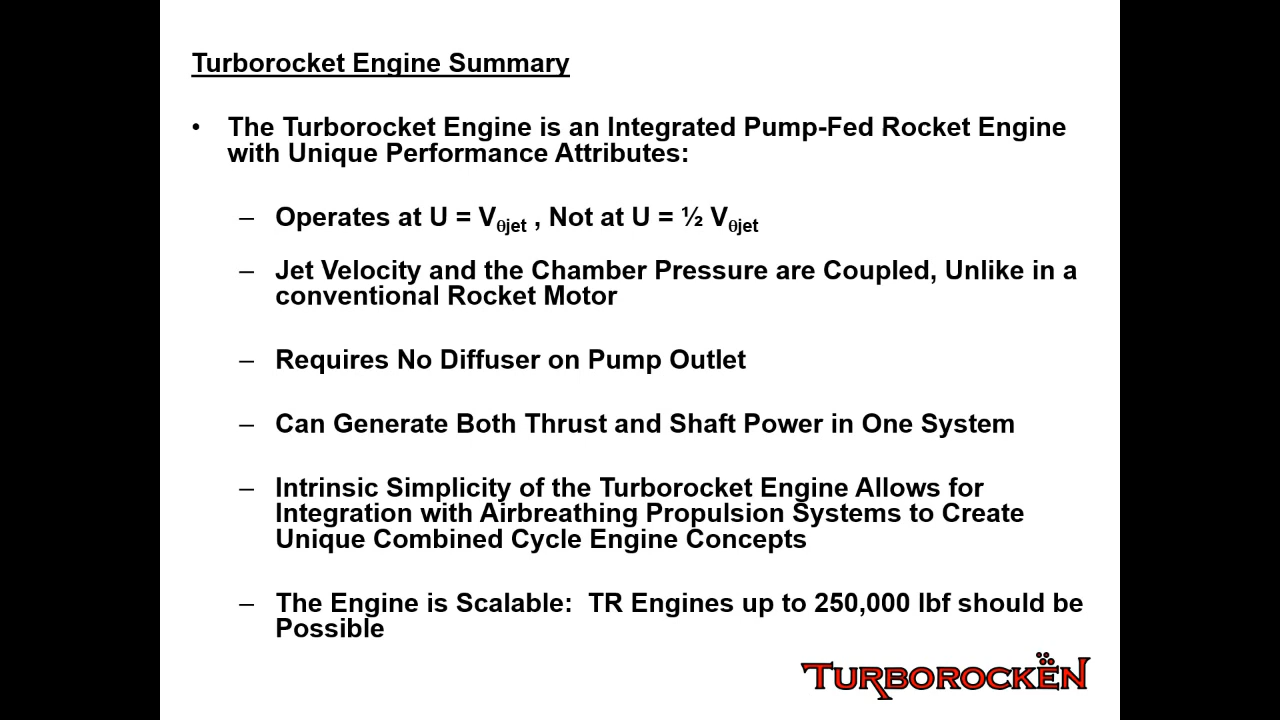 Turborocket Engine Summary
• The Turborocket Engine is an Integrated Pump-Fed Rocket Engine
with Unique Performance Attributes:
– Operates at U = Vθjet , Not at U = ½ Vθjet
– Jet Velocity and the Chamber Pressure are Coupled, Unlike in a
conventional Rocket Motor
– Requires No Diffuser on Pump Outlet
– Can Generate Both Thrust and Shaft Power in One System
– Intrinsic Simplicity of the Turborocket Engine Allows for
Integration with Airbreathing Propulsion Systems to Create
Unique Combined Cycle Engine Concepts
– The Engine is Scalable:  TR Engines up to 250,000 lbf should be
Possible
TURBOROCKËN